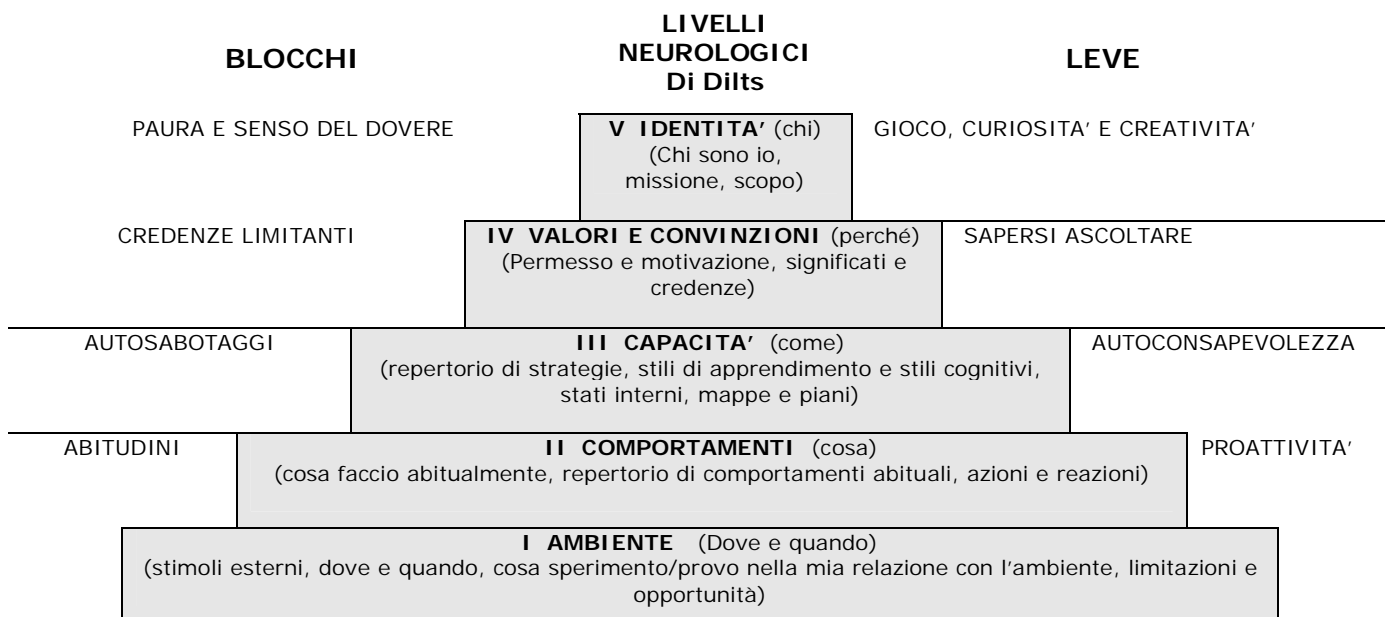 BLOCCHI
LIVELLI
NEUROLOGICI
Di Dilts
LEVE
PAURA E SENSO DEL DOVERE
V IDENTITA’ (chi)
(Chi sono io,
missione, scopo)
GIOCO, CURIOSITA’ E CREATIVITA’
CREDENZE LIMITANTI
IV VALORI E CONVINZIONI (perché)
(Permesso e motivazione, significati e
credenze)
SAPERSI ASCOLTARE
AUTOSABOTAGGI
III CAPACITA’ (come)
(repertorio di strategie, stili di apprendimento e stili cognitivi,
stati interni, mappe e piani)
AUTOCONSAPEVOLEZZA
ABITUDINI
II COMPORTAMENTI (cosa)
(cosa faccio abitualmente, repertorio di comportamenti abituali, azioni e reazioni)
PROATTIVITA’
I AMBIENTE (Dove e quando)
(stimoli esterni, dove e quando, cosa sperimento/provo nella mia relazione con l’ambiente, limitazioni e
opportunità)